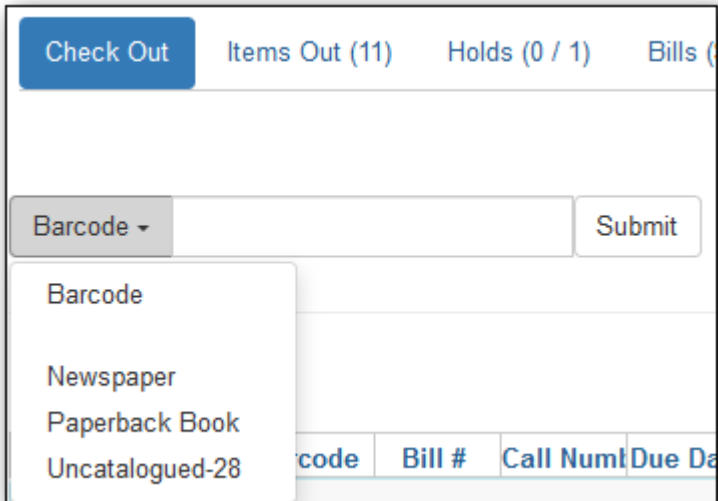 Check Out Items Out (11) Holds (0 / 1) Bills (
Barcode Submit
Barcode
Newspaper
Paperback Book
Uncatalogued-28
rcode Bill # Call Numb Due Da